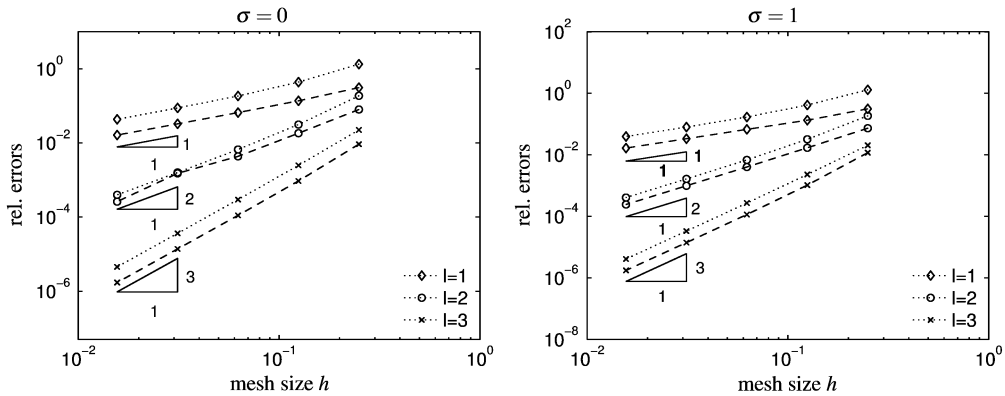 σ = 0
10^0
10^-2
10^-4
10^-6
rel. errors
1
1
2
1
3
1
l=1
l=2
l=3
10^-2
10^-1
10^0
mesh size h
σ = 1
10^2
10^0
10^-2
10^-4
10^-6
10^-8
rel. errors
1
1
2
1
3
1
l=1
l=2
l=3
10^-2
10^-1
10^0
mesh size h